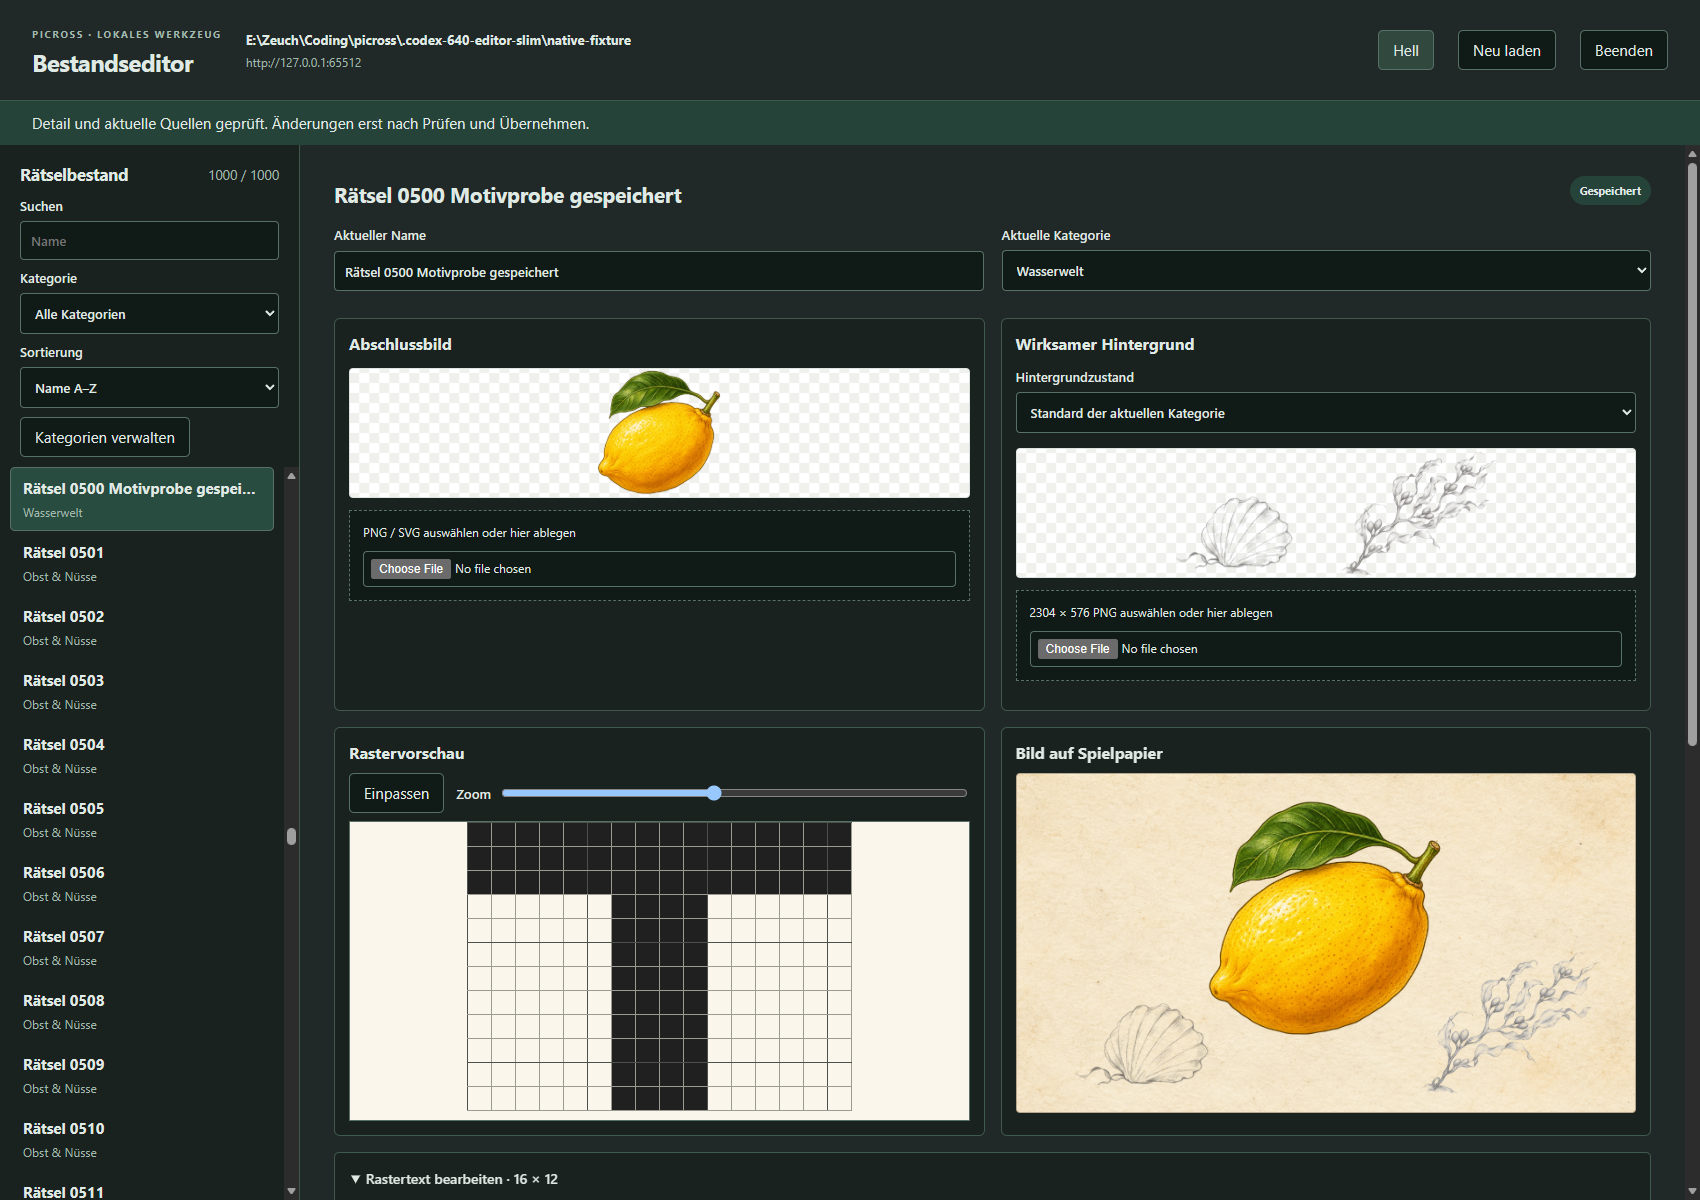 PICROSS · LOKALES WERKZEUG
Bestandseditor
E:\Zeuch\Coding\picross\.codex-640-editor-slim\native-fixture
http://127.0.0.1:65512
Hell
Neu laden
Beenden
Detail und aktuelle Quellen geprüft. Änderungen erst nach Prüfen und Übernehmen.
Rätselbestand
1000 / 1000
Suchen
Name
Kategorie
Alle Kategorien
Sortierung
Name A–Z
Kategorien verwalten
Rätsel 0500 Motivprobe gespei...
Wasserwelt
Rätsel 0501
Obst & Nüsse
Rätsel 0502
Obst & Nüsse
Rätsel 0503
Obst & Nüsse
Rätsel 0504
Obst & Nüsse
Rätsel 0505
Obst & Nüsse
Rätsel 0506
Obst & Nüsse
Rätsel 0507
Obst & Nüsse
Rätsel 0508
Obst & Nüsse
Rätsel 0509
Obst & Nüsse
Rätsel 0510
Obst & Nüsse
Rätsel 0511
Rätsel 0500 Motivprobe gespeichert
Gespeichert
Aktueller Name
Rätsel 0500 Motivprobe gespeichert
Aktuelle Kategorie
Wasserwelt
Abschlussbild
PNG / SVG auswählen oder hier ablegen
Choose File No file chosen
Wirksamer Hintergrund
Hintergrundzustand
Standard der aktuellen Kategorie
2304 × 576 PNG auswählen oder hier ablegen
Choose File No file chosen
Rastervorschau
Einpassen
Zoom
Bild auf Spielpapier
▼ Rastertext bearbeiten · 16 × 12